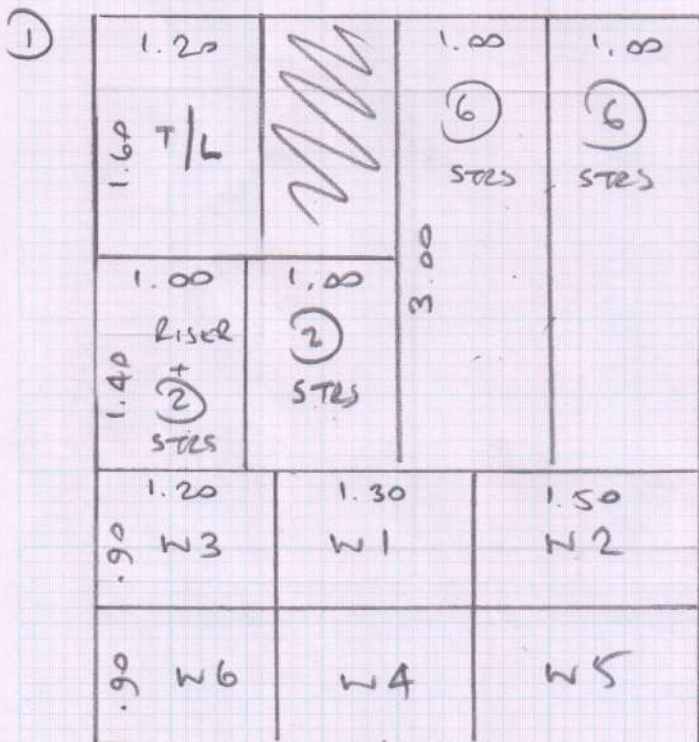 1
1.20
1.60 T/L
1.00
6
STRS
1.00
6
STRS
3.00
1.00
RISER
+
1.40 2
STRS
1.00
2
STRS
1.20
.90 W3
1.30
W1
1.50
W2
.90 W6
W4
W5